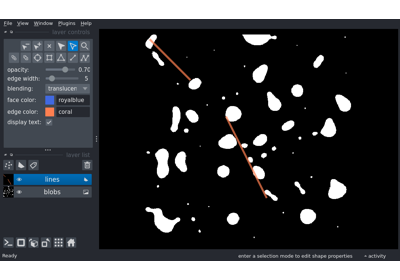 File View Window Plugins Help
layer controls
opacity: 0.70
edge width: 5
blending: translucen
face color: royalblue
edge color: coral
display text:
layer list
lines
blobs
Ready enter a selection mode to edit shape properties activity